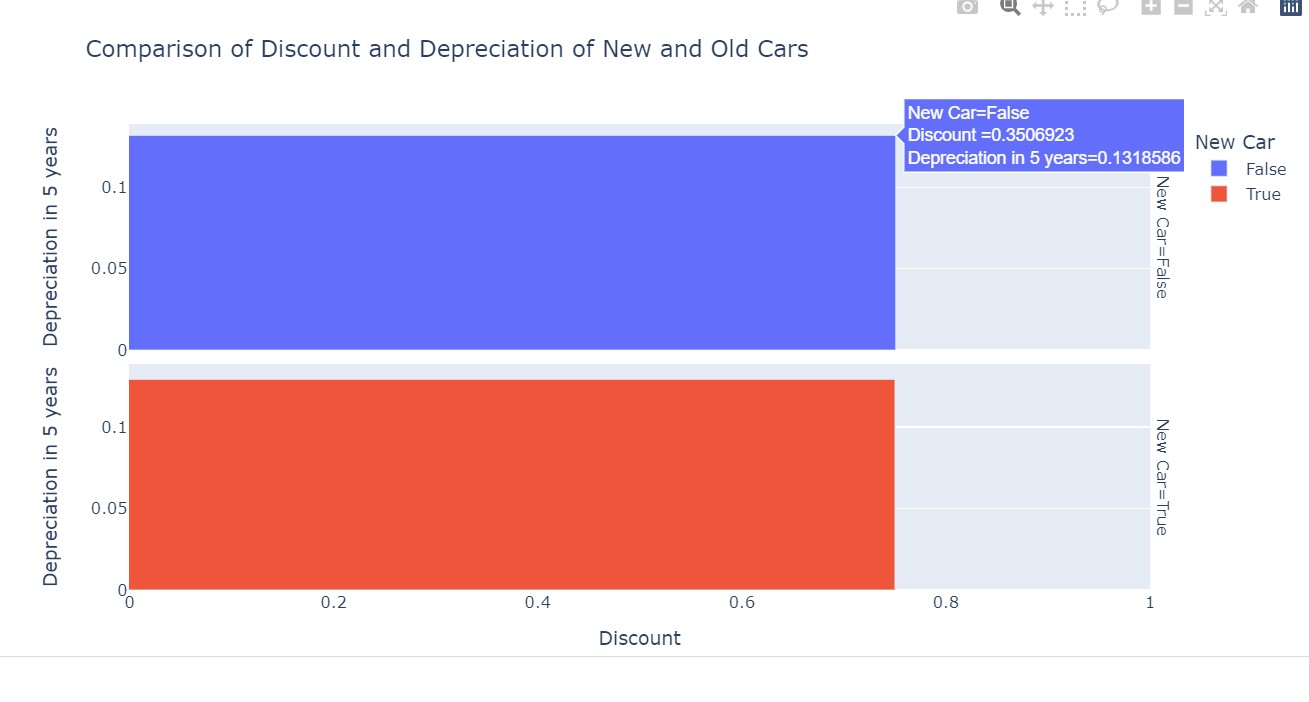 Comparison of Discount and Depreciation of New and Old Cars
New Car=False
Discount =0.3506923
Depreciation in 5 years=0.1318586
New Car
False
True
Depreciation in 5 years
0.1
0.05
0
New Car=False
Depreciation in 5 years
0.1
0.05
0
New Car=True
0
0.2
0.4
0.6
0.8
1
Discount